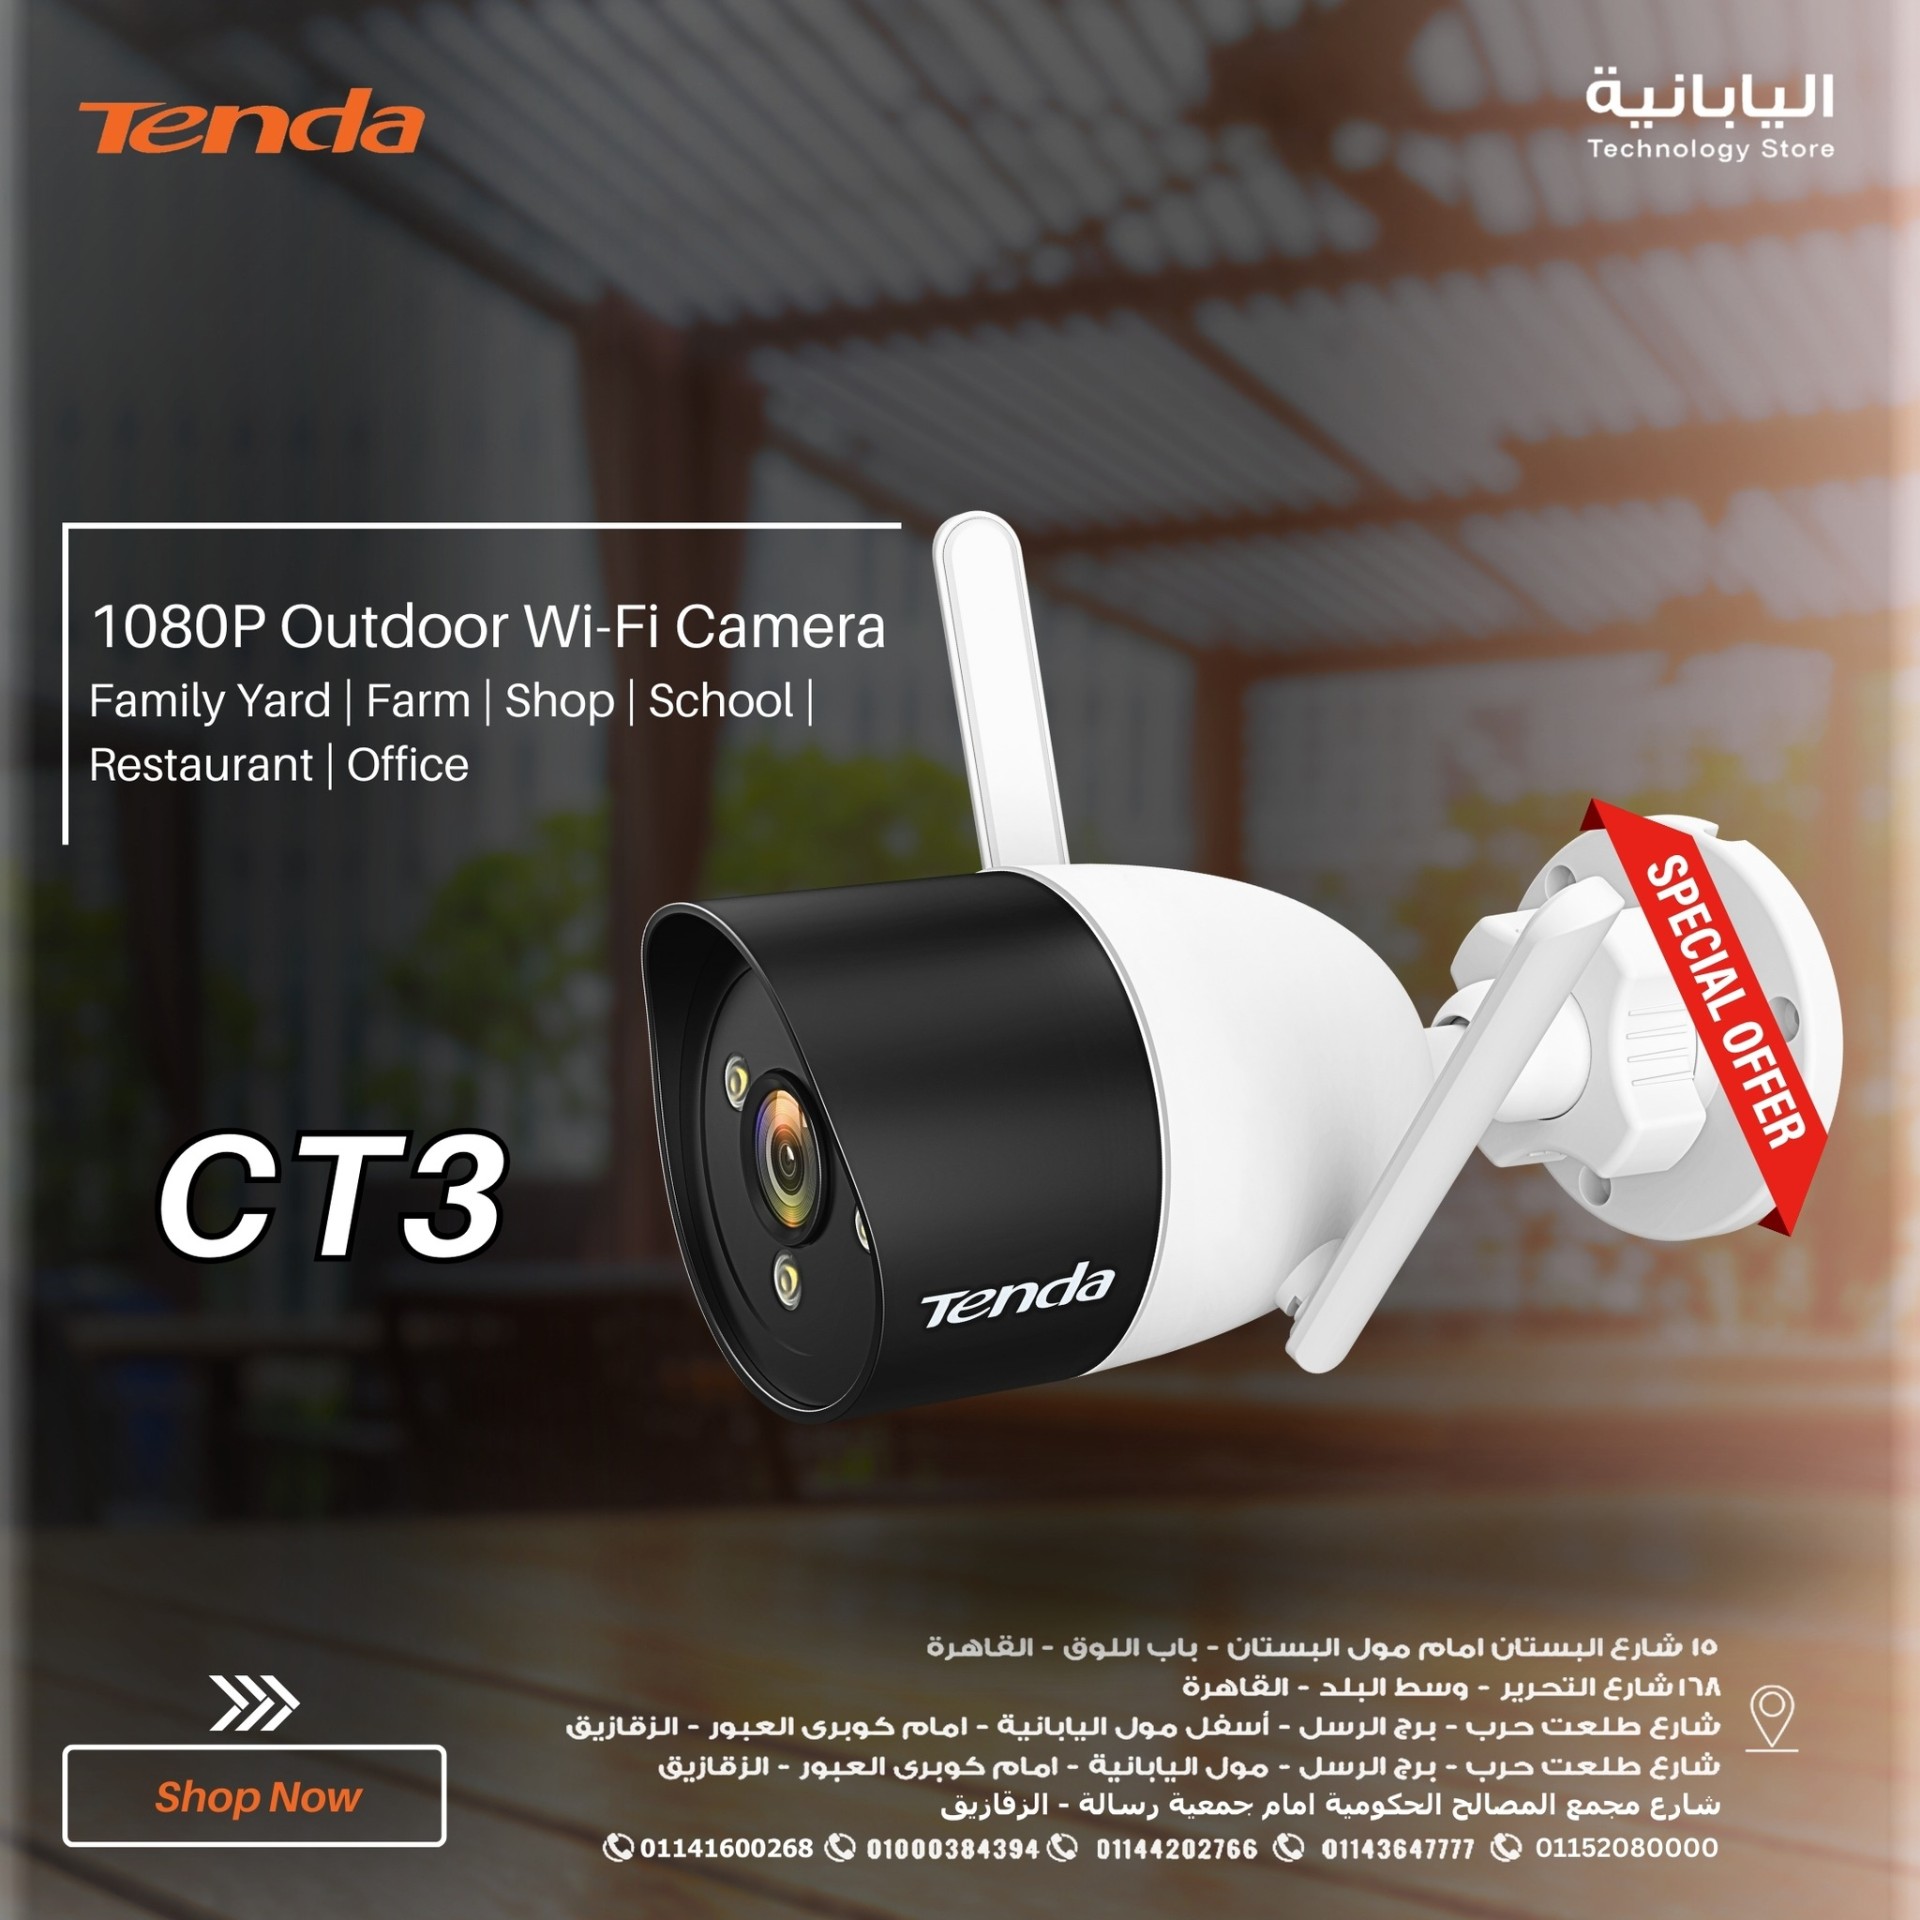 Tenda
اليابانية
Technology Store
1080P Outdoor Wi-Fi Camera
Family Yard | Farm | Shop | School |
Restaurant | Office
SPECIAL OFFER
CT3
Tenda
١٥ شارع البستان امام مول البستان - باب اللوق - القاهرة
١٦٨ شارع التحرير - وسط البلد - القاهرة
شارع طلعت حرب - برج الرسل - أسفل مول اليابانية - امام كوبرى العبور - الزقازيق
شارع طلعت حرب - برج الرسل - مول اليابانية - امام كوبرى العبور - الزقازيق
شارع مجمع المصالح الحكومية امام جمعية رسالة - الزقازيق
01141600268 01000384394 01144202766 01143647777 01152080000
Shop Now